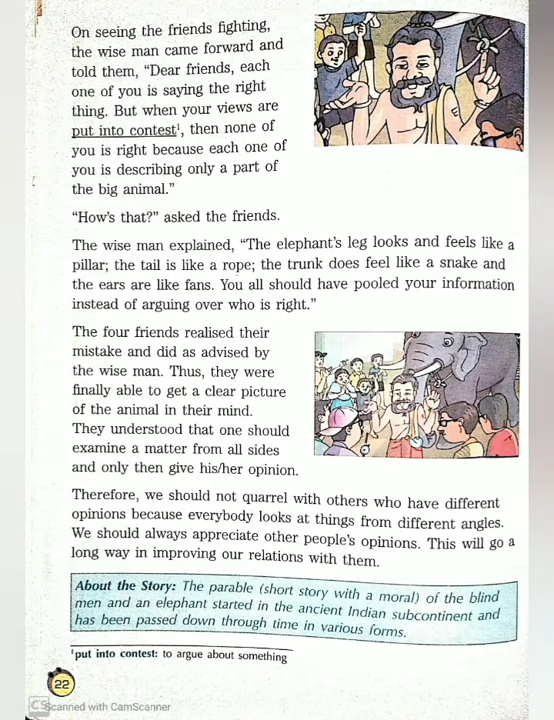 On seeing the friends fighting,
the wise man came forward and
told them, “Dear friends, each
one of you is saying the right
thing. But when your views are
put into contest¹, then none of
you is right because each one of
you is describing only a part of
the big animal.”
“How’s that?” asked the friends.
The wise man explained, “The elephant’s leg looks and feels like a
pillar; the tail is like a rope; the trunk does feel like a snake and
the ears are like fans. You all should have pooled your information
instead of arguing over who is right.”
The four friends realised their
mistake and did as advised by
the wise man. Thus, they were
finally able to get a clear picture
of the animal in their mind.
They understood that one should
examine a matter from all sides
and only then give his/her opinion.
Therefore, we should not quarrel with others who have different
opinions because everybody looks at things from different angles.
We should always appreciate other people’s opinions. This will go a
long way in improving our relations with them.
About the Story: The parable (short story with a moral) of the blind
men and an elephant started in the ancient Indian subcontinent and
has been passed down through time in various forms.
¹put into contest: to argue about something
22
CS Scanned with CamScanner